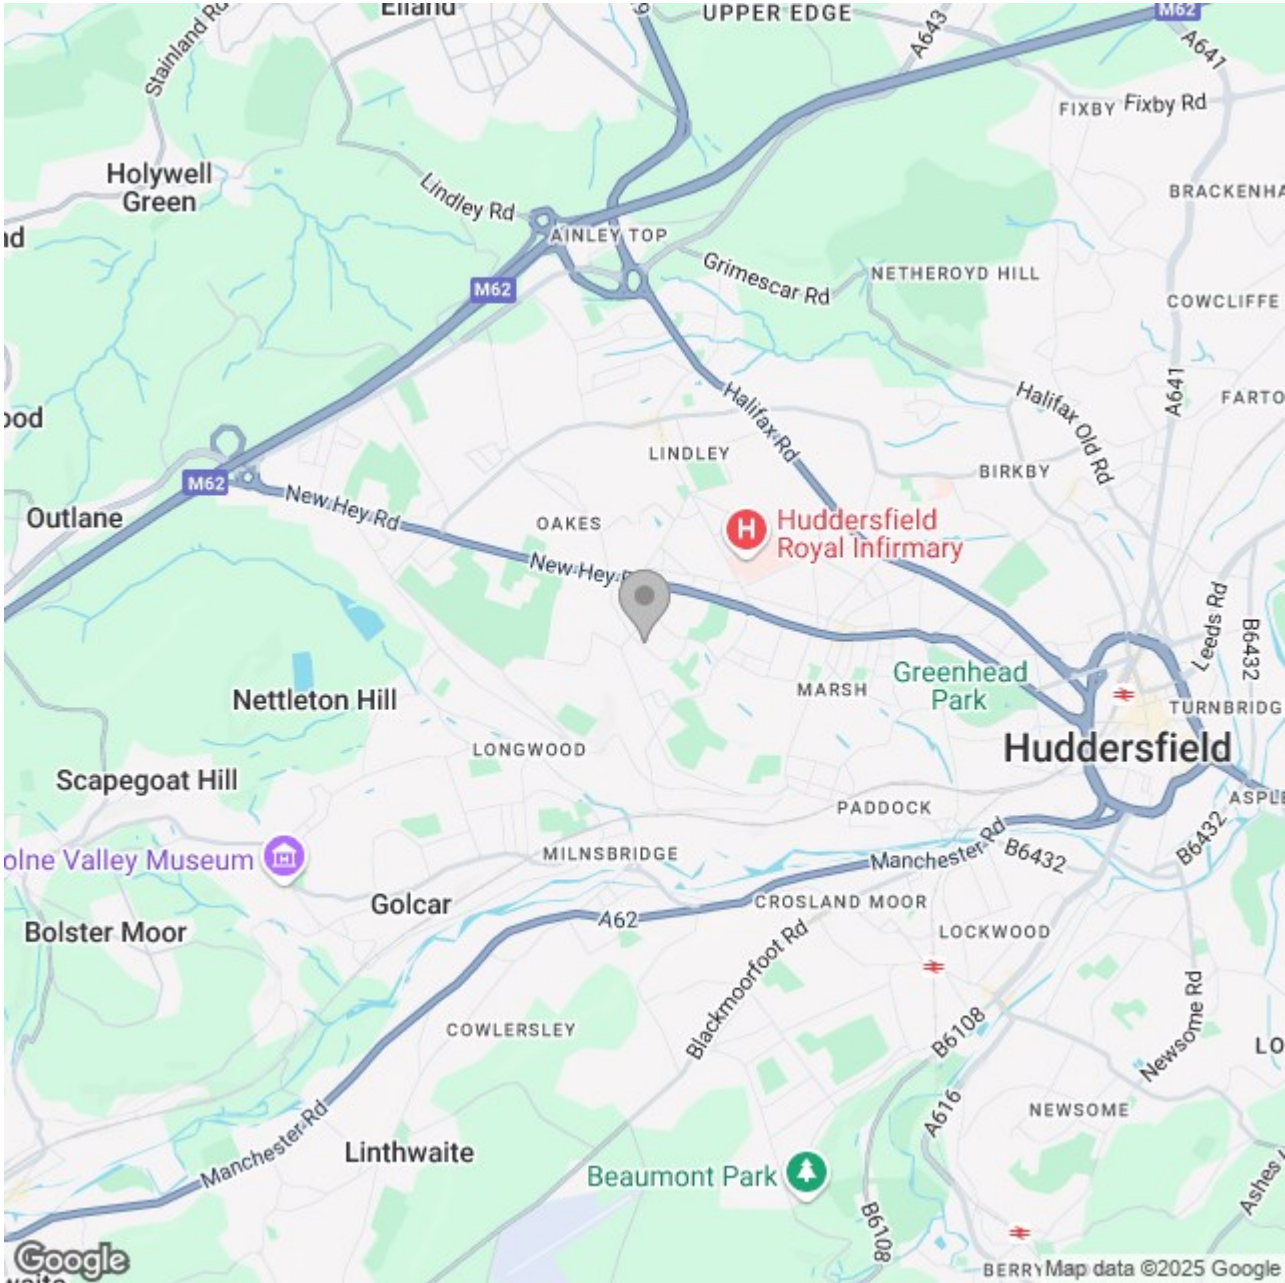 Elland
UPPER EDGE
M62
Stainland Rd
A643
A641
FIXBY
Fixby Rd
Holywell
Green
Lindley Rd
AINLEY TOP
M62
Grimescar Rd
NETHEROYD HILL
COWCLIFFE
A641
Halifax Rd
Halifax Old Rd
LINDLEY
BIRKBY
M62
New Hey Rd
Outlane
OAKES
Huddersfield
Royal Infirmary
New Hey
Leeds Rd
B6432
Nettleton Hill
MARSH
Greenhead
Park
TURNBRIDG
LONGWOOD
Huddersfield
Scapegoat Hill
PADDOCK
ASPLE
olne Valley Museum
MILNSBRIDGE
Manchester Rd
B6432
B6432
Golcar
A62
CROSLAND MOOR
Bolster Moor
LOCKWOOD
Blackmoorfoot Rd
COWLERSLEY
B6108
Newsome Rd
LO
A616
NEWSOME
Manchester Rd
Linthwaite
Beaumont Park
B6108
Ashes
Google
BERRY
Map data ©2025 Google